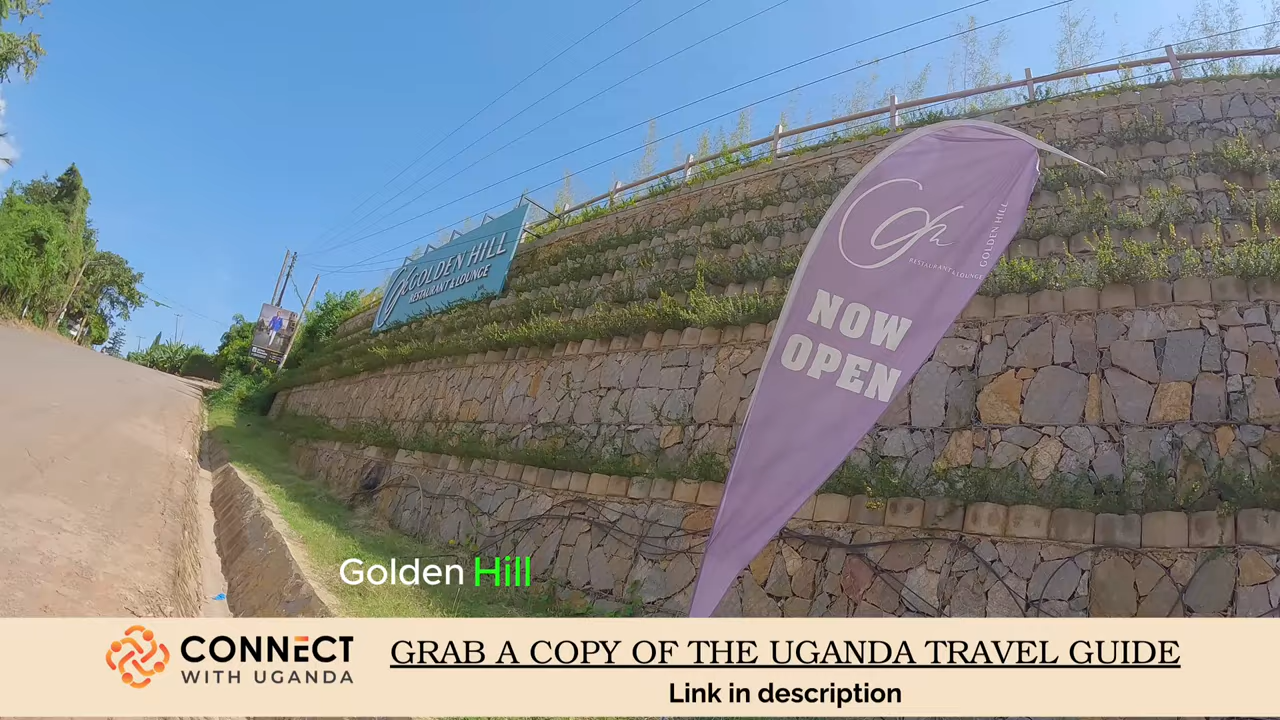 GOLDEN HILL
RESTAURANT & LOUNGE
Gh
RESTAURANT & LOUNGE
GOLDEN HILL
NOW
OPEN
Golden Hill
CONNECT
WITH UGANDA
GRAB A COPY OF THE UGANDA TRAVEL GUIDE
Link in description